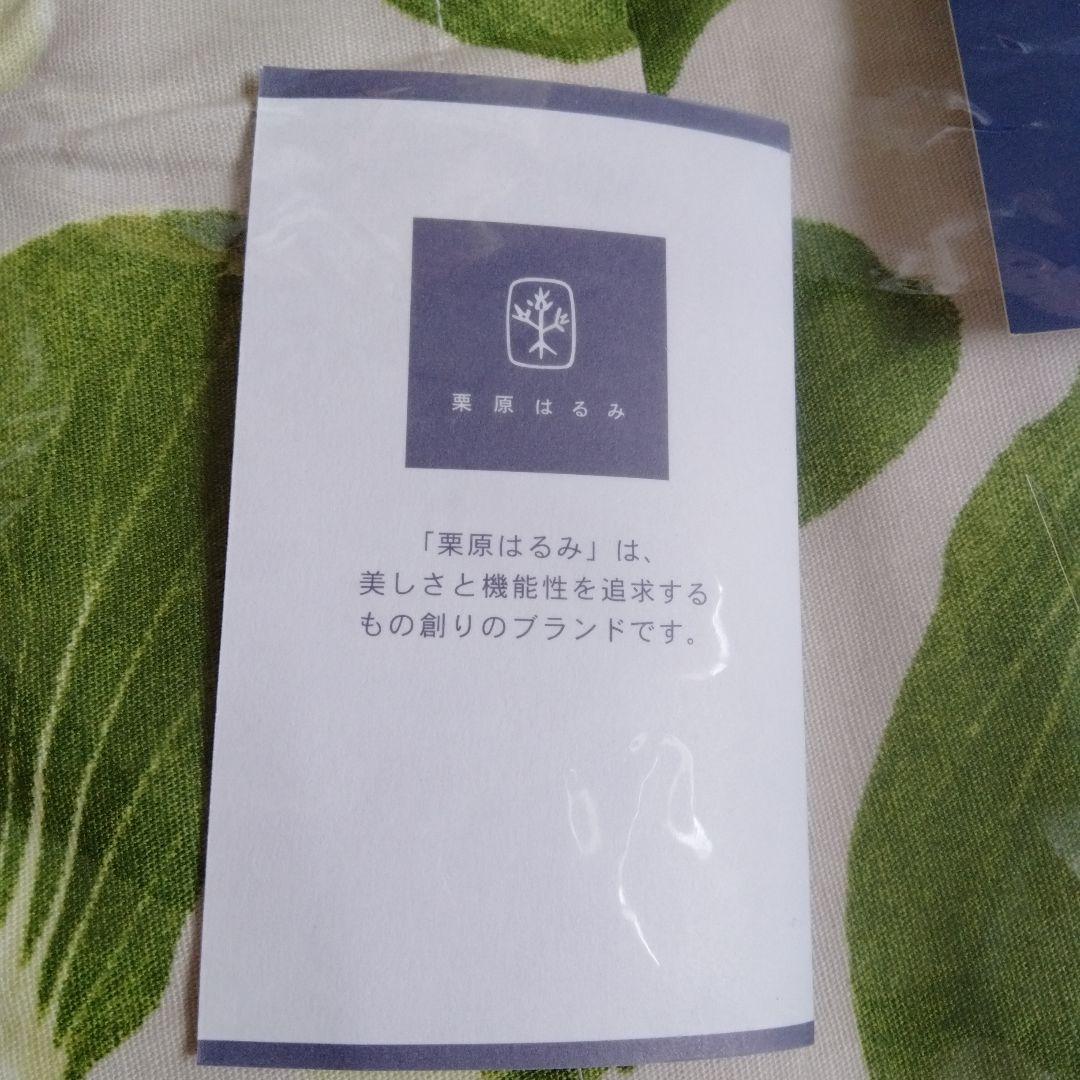 栗原はるみ
「栗原はるみ」は、
美しさと機能性を追求する
もの創りのブランドです。